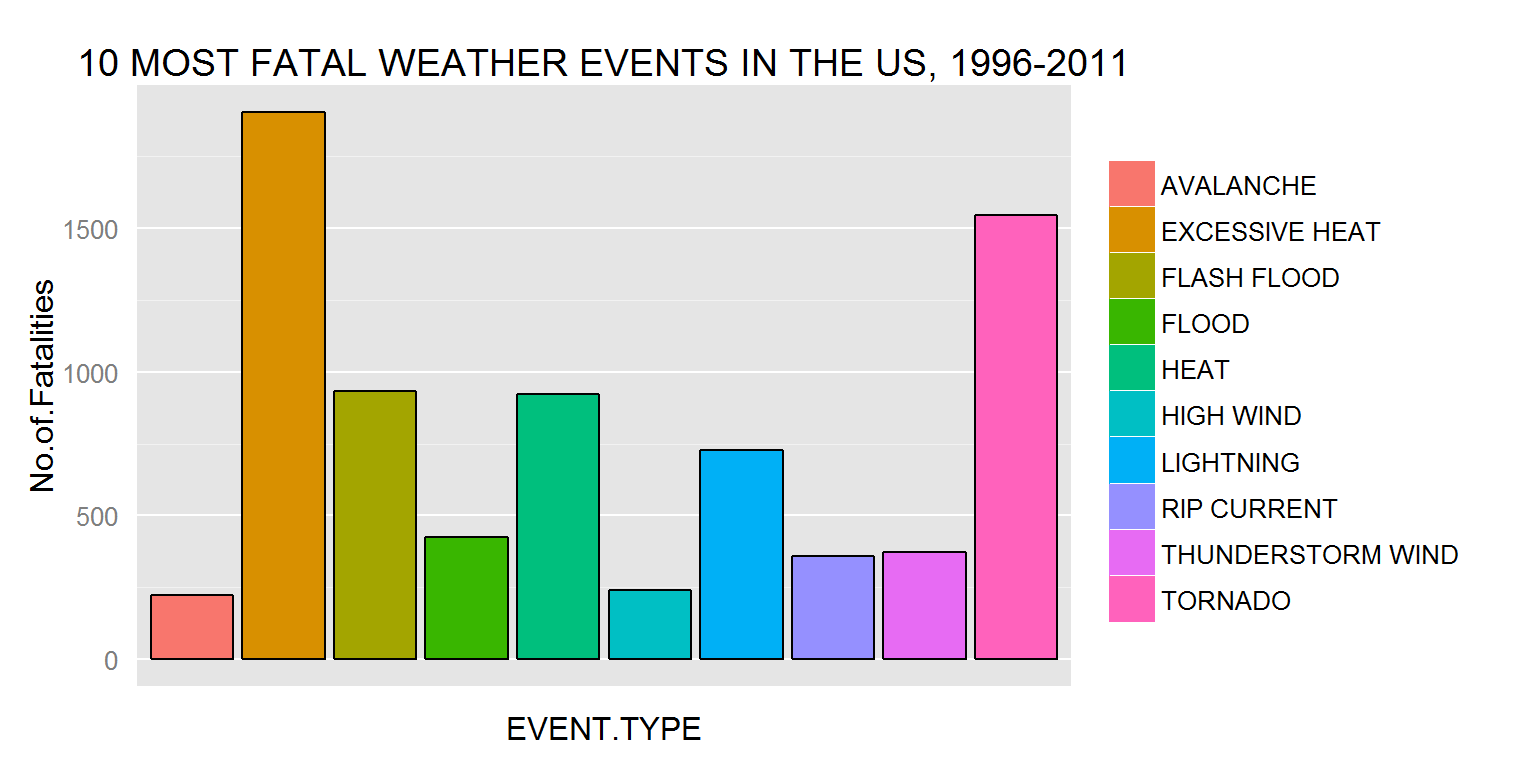 10 MOST FATAL WEATHER EVENTS IN THE US, 1996-2011
No.of.Fatalities
1500
1000
500
0
EVENT.TYPE
AVALANCHE
EXCESSIVE HEAT
FLASH FLOOD
FLOOD
HEAT
HIGH WIND
LIGHTNING
RIP CURRENT
THUNDERSTORM WIND
TORNADO